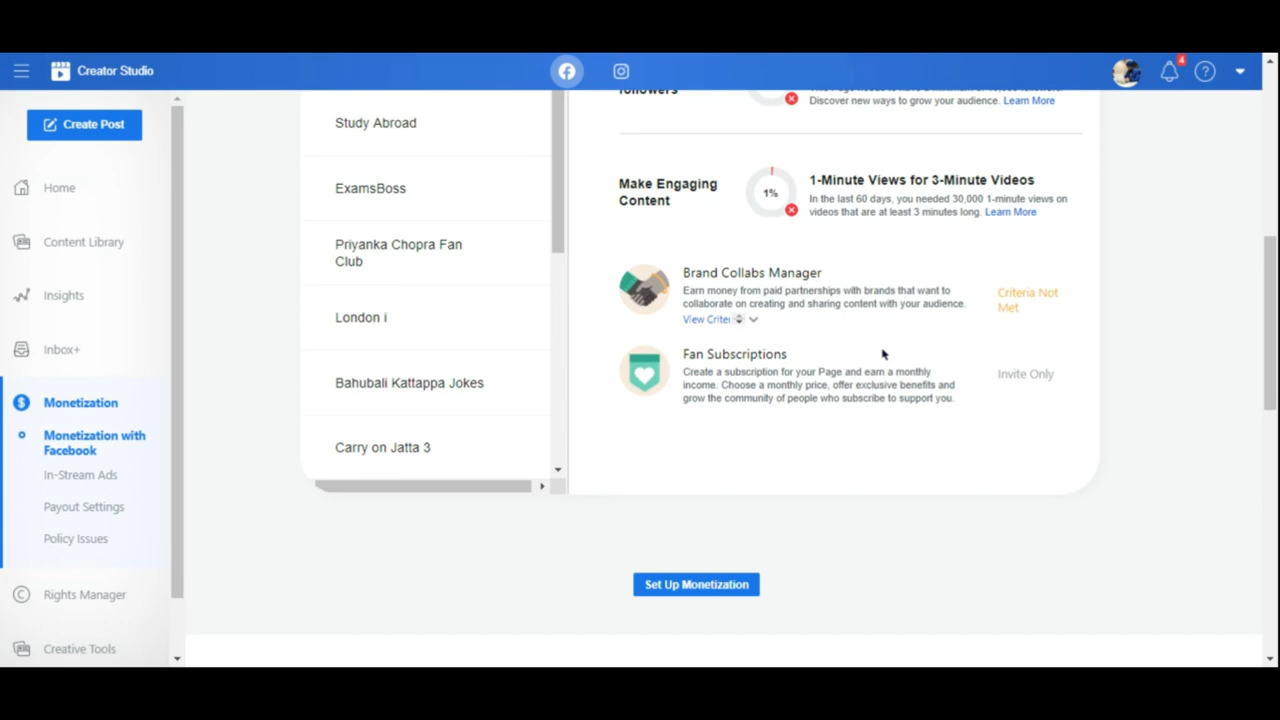 Creator Studio
4
?
Create Post
Home
Content Library
Insights
Inbox+
$ Monetization
Monetization with
Facebook
In-Stream Ads
Payout Settings
Policy Issues
Rights Manager
Creative Tools
Study Abroad
ExamsBoss
Priyanka Chopra Fan
Club
London i
Bahubali Kattappa Jokes
Carry on Jatta 3
followers
Discover new ways to grow your audience. Learn More
Make Engaging
Content
1%
1-Minute Views for 3-Minute Videos
In the last 60 days, you needed 30,000 1-minute views on
videos that are at least 3 minutes long. Learn More
Brand Collabs Manager
Earn money from paid partnerships with brands that want to
collaborate on creating and sharing content with your audience.
View Criter
Criteria Not
Met
Fan Subscriptions
Create a subscription for your Page and earn a monthly
income. Choose a monthly price, offer exclusive benefits and
grow the community of people who subscribe to support you.
Invite Only
Set Up Monetization